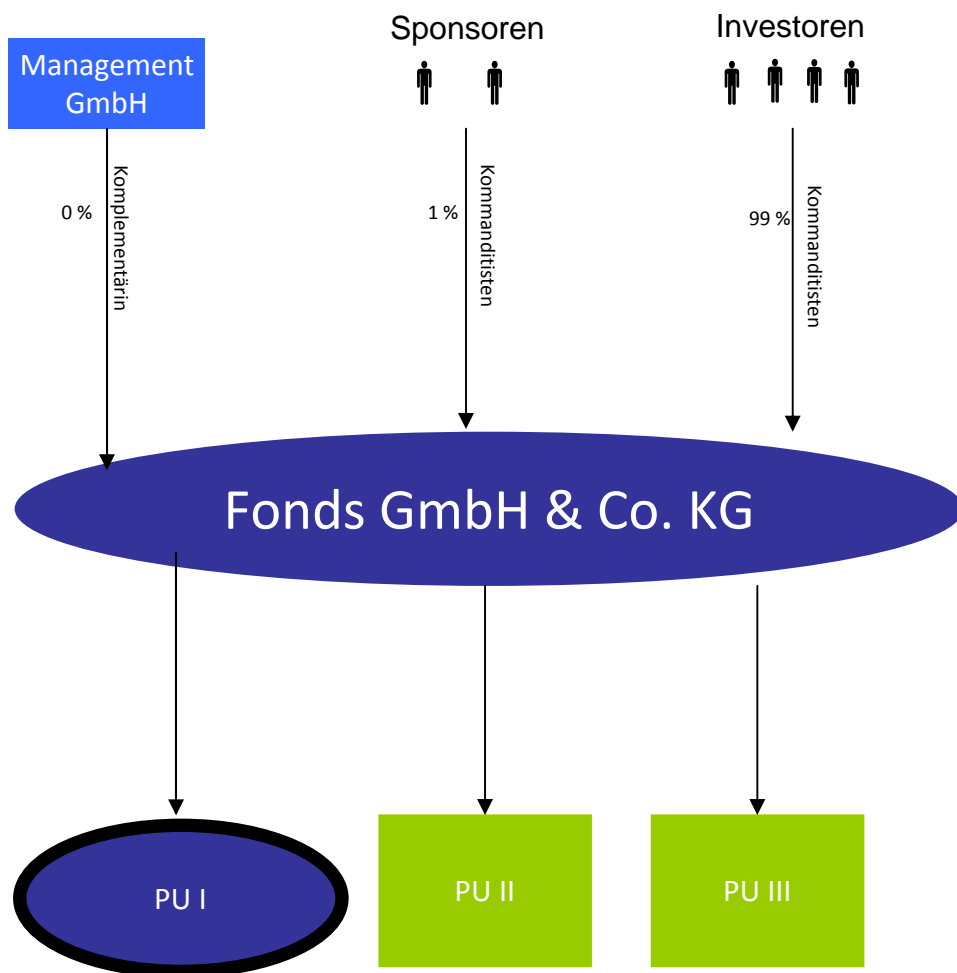 Sponsoren
Investoren
Management
GmbH
0 %
Komplementärin
1 %
Kommanditisten
99 %
Kommanditisten
Fonds GmbH & Co. KG
PU I
PU II
PU III